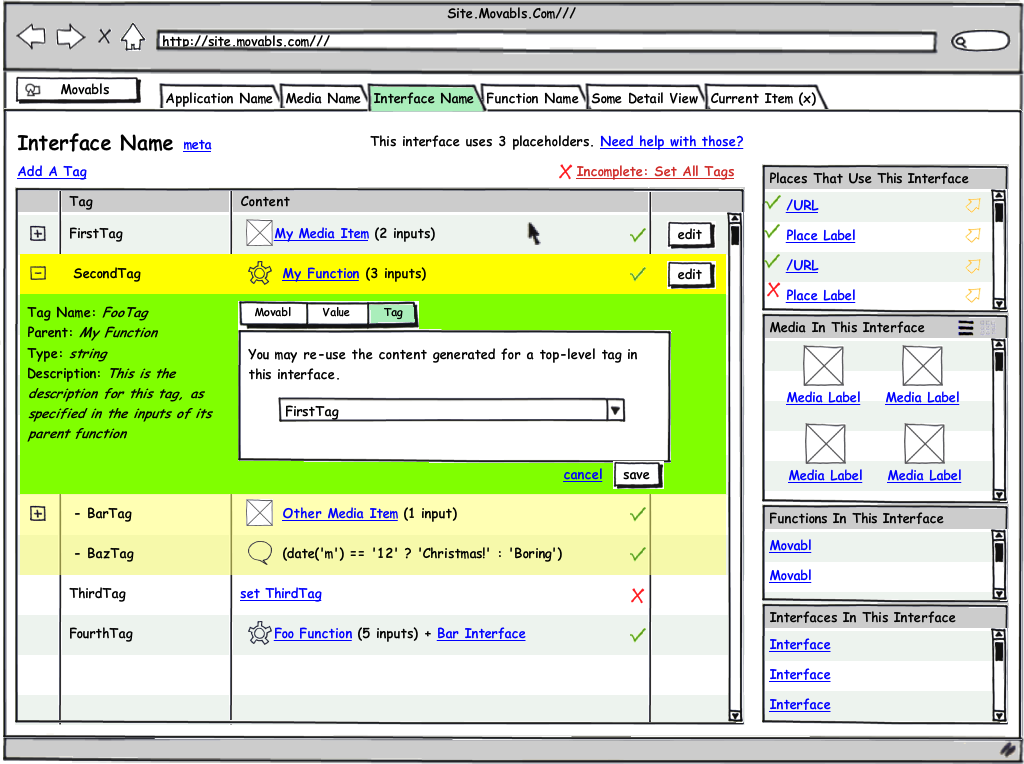 Site.Movabls.Com///
http://site.movabls.com///
Movabls
Application Name
Media Name
Interface Name
Function Name
Some Detail View
Current Item (x)
Interface Name meta
This interface uses 3 placeholders. Need help with those?
Add A Tag
X Incomplete: Set All Tags
Tag
Content
FirstTag
My Media Item (2 inputs)
edit
SecondTag
My Function (3 inputs)
edit
Tag Name: FooTag
Parent: My Function
Type: string
Description: This is the
description for this tag, as
specified in the inputs of its
parent function
Movabl
Value
Tag
You may re-use the content generated for a top-level tag in
this interface.
FirstTag
cancel
save
- BarTag
Other Media Item (1 input)
- BazTag
(date('m') == '12' ? 'Christmas!' : 'Boring')
ThirdTag
set ThirdTag
FourthTag
Foo Function (5 inputs) + Bar Interface
Places That Use This Interface
/URL
Place Label
/URL
Place Label
Media In This Interface
Media Label
Media Label
Media Label
Media Label
Functions In This Interface
Movabl
Movabl
Interfaces In This Interface
Interface
Interface
Interface